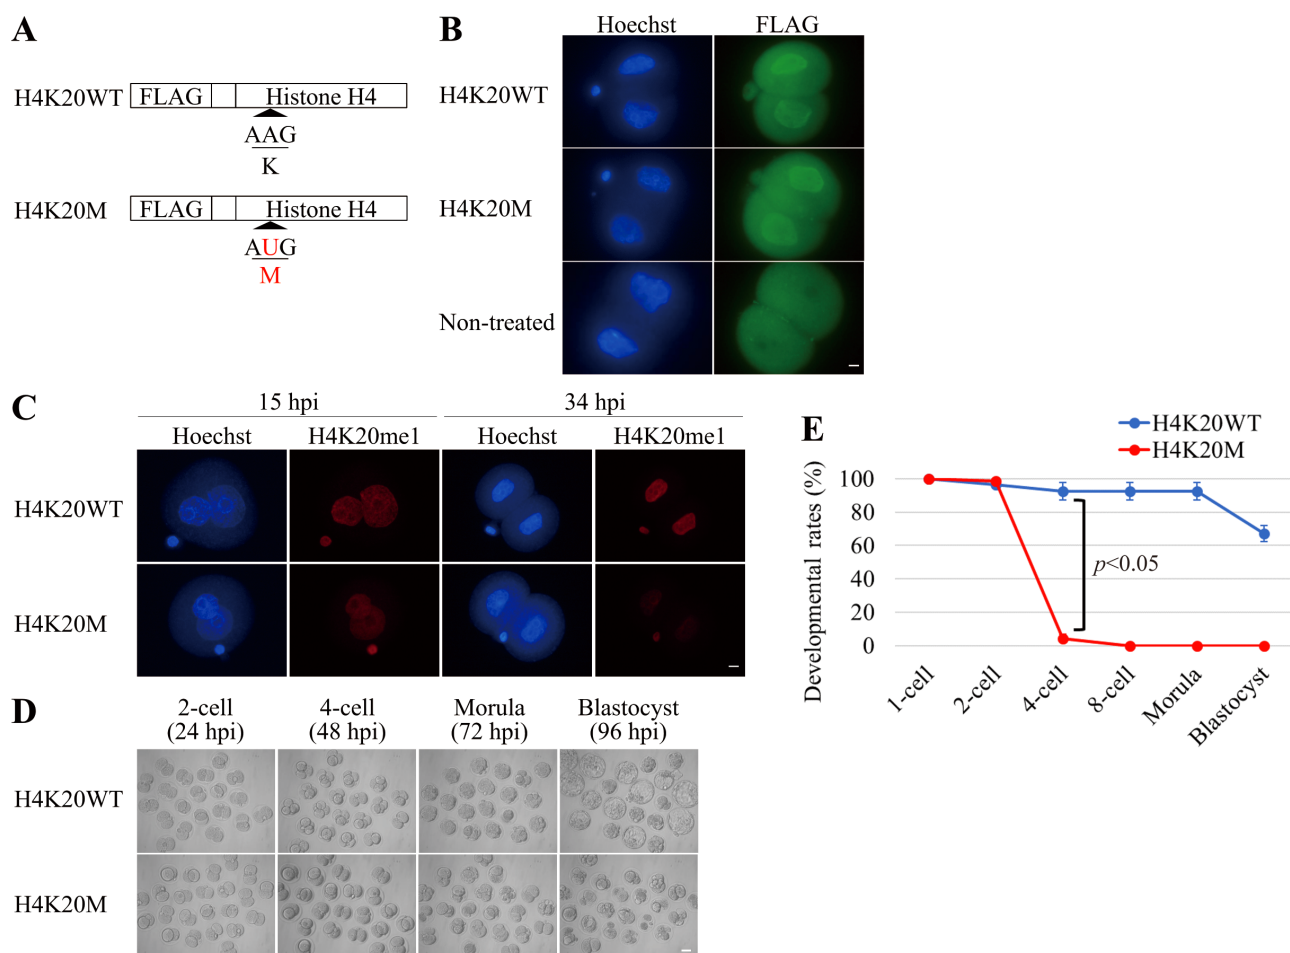 A
H4K20WT
FLAG
Histone H4
AAG
K
H4K20M
FLAG
Histone H4
AUG
M
B
Hoechst
FLAG
H4K20WT
H4K20M
Non-treated
C
15 hpi
34 hpi
Hoechst
H4K20me1
Hoechst
H4K20me1
H4K20WT
H4K20M
D
2-cell
(24 hpi)
4-cell
(48 hpi)
Morula
(72 hpi)
Blastocyst
(96 hpi)
H4K20WT
H4K20M
E
H4K20WT
H4K20M
Developmental rates (%)
100
80
60
40
20
0
p<0.05
1-cell
2-cell
4-cell
8-cell
Morula
Blastocyst